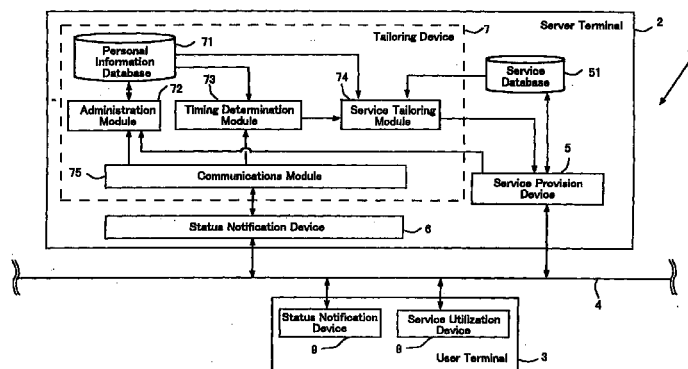 Server Terminal
2
7
Tailoring Device
Personal
Information
Database
71
72
73
74
Service
Database
51
Administration
Module
Timing Determination
Module
Service Tailoring
Module
75
Communications Module
5
Service Provision
Device
Status Notification Device
6
4
Status Notification
Device
9
Service Utilization
Device
8
User Terminal
3